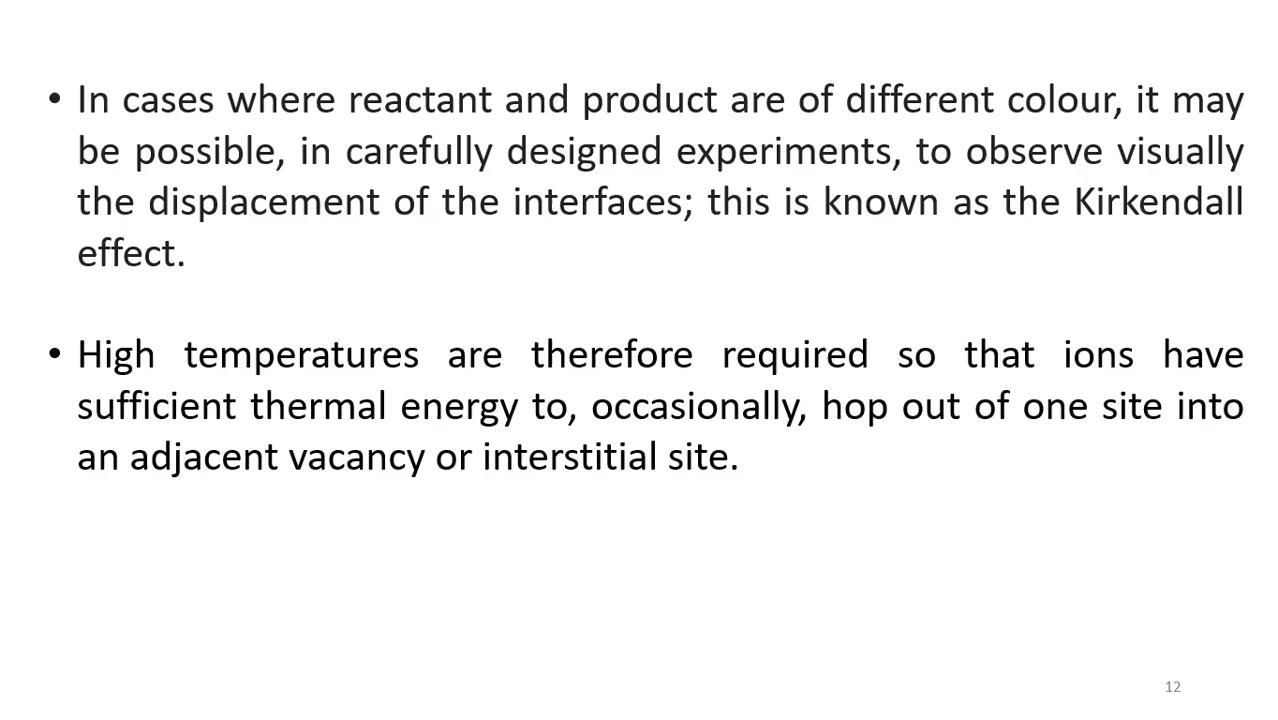 • In cases where reactant and product are of different colour, it may
be possible, in carefully designed experiments, to observe visually
the displacement of the interfaces; this is known as the Kirkendall
effect.
• High temperatures are therefore required so that ions have
sufficient thermal energy to, occasionally, hop out of one site into
an adjacent vacancy or interstitial site.
12